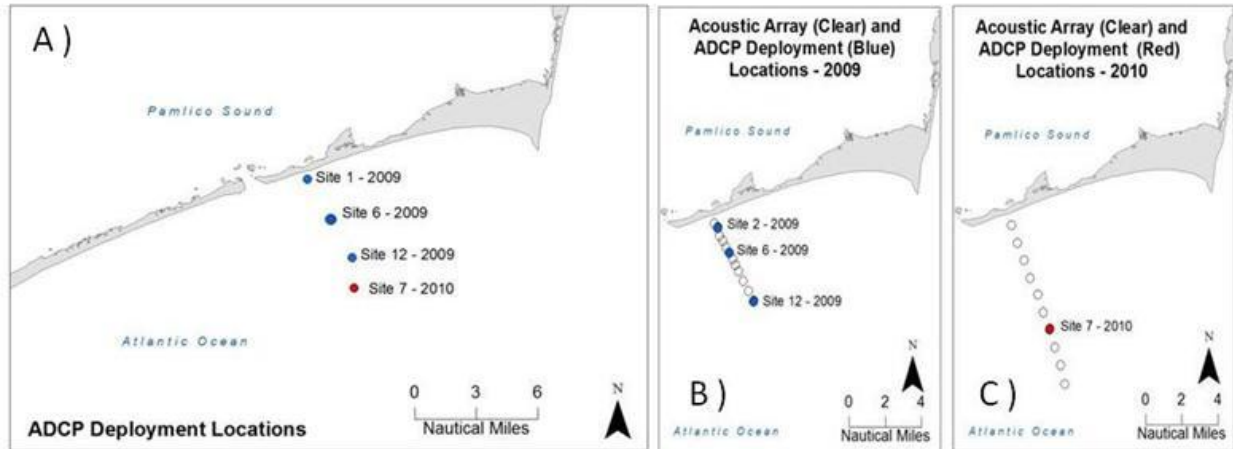 A )
Pamlico Sound
Site 1 - 2009
Site 6 - 2009
Site 12 - 2009
Site 7 - 2010
Atlantic Ocean
0 3 6
Nautical Miles
N
ADCP Deployment Locations
Acoustic Array (Clear) and
ADCP Deployment (Blue)
Locations - 2009
Pamlico Sound
Site 2 - 2009
Site 6 - 2009
Site 12 - 2009
N
B )
0 2 4
Nautical Miles
Atlantic Ocean
Acoustic Array (Clear) and
ADCP Deployment (Red)
Locations - 2010
Pamlico Sound
Site 7 - 2010
N
C )
0 2 4
Nautical Miles
Atlantic Ocean